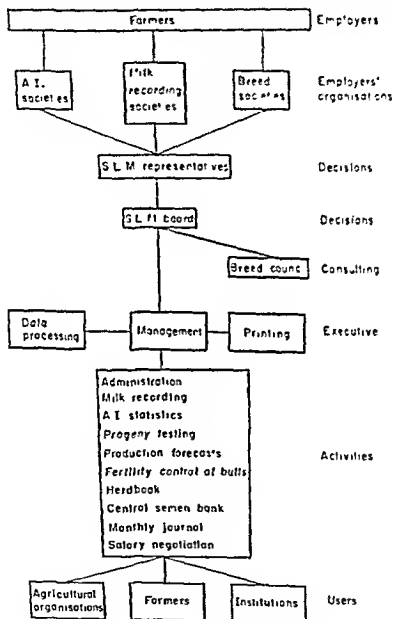 Farmers Employers
A I. Milk Breed Employers'
societies recording societies organisations
societies
S L M representatives Decisions
S L M board Decisions
Breed counc Consulting
Data Management Printing Executive
processing
Administration
Milk recording
A I statistics
Progeny testing
Production forecasts
Fertility control of bulls Activities
Herdbook
Central semen bank
Monthly journal
Salary negotiation
Agricultural Farmers Institutions Users
organisations